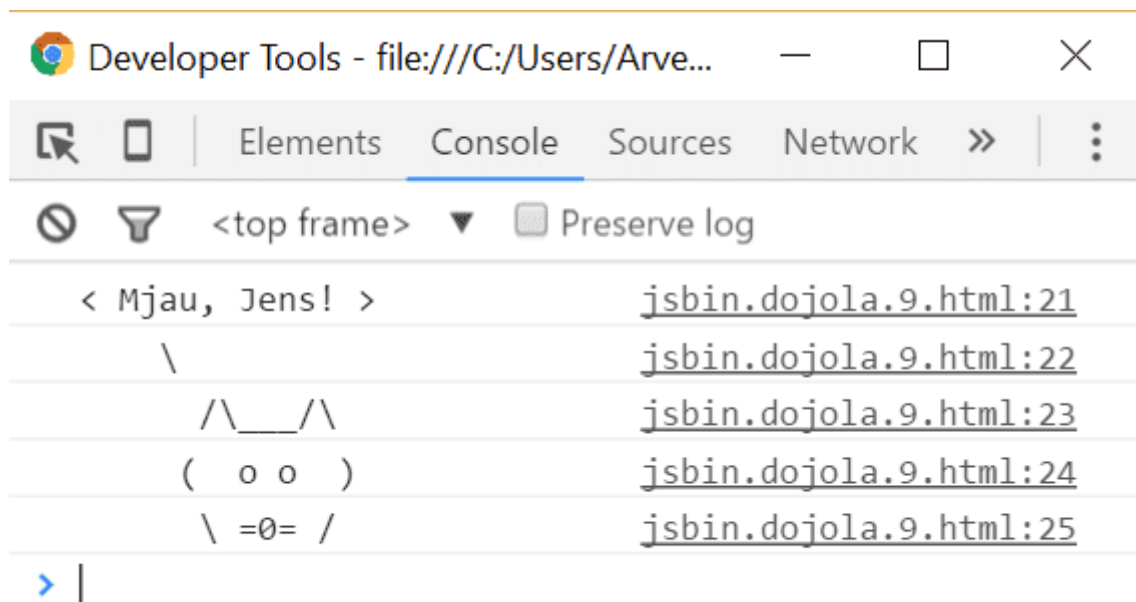 Developer Tools - file:///C:/Users/Arve...
Elements Console Sources Network »
<top frame> ▼ Preserve log
< Mjau, Jens! > jsbin.dojola.9.html:21
\ jsbin.dojola.9.html:22
/\___/\ jsbin.dojola.9.html:23
(  o o  ) jsbin.dojola.9.html:24
\ =0= / jsbin.dojola.9.html:25
>